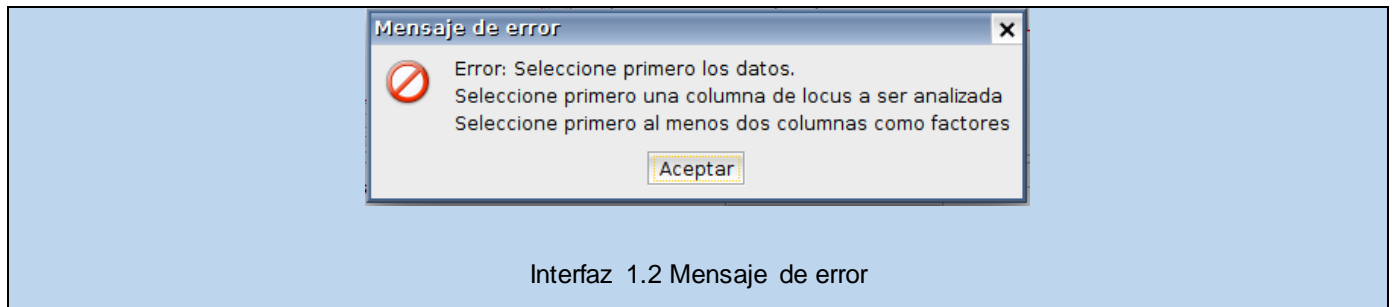 Mensaje de error
Error: Seleccione primero los datos.
Seleccione primero una columna de locus a ser analizada
Seleccione primero al menos dos columnas como factores
Aceptar
Interfaz 1.2 Mensaje de error